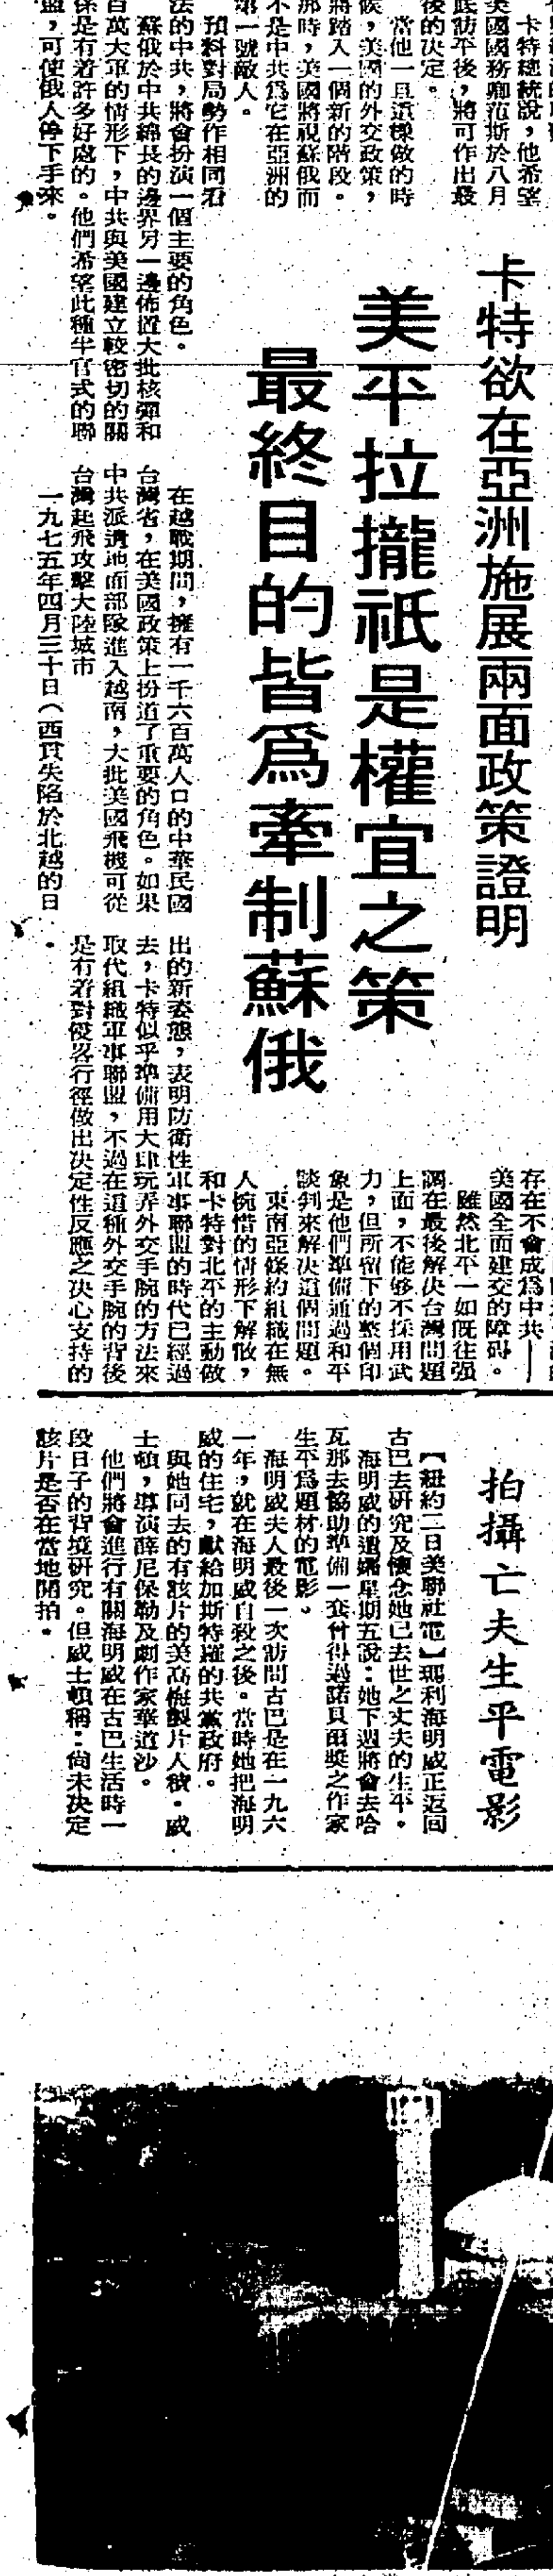 卡特欲在亞洲施展兩面政策證明
美平拉攏祇是權宜之策
最終目的皆爲牽制蘇俄
卡特總統說，他希望
美國國務卿范斯於八月
底訪平後，將可作出最
後的決定。
當他一旦這樣做的時
候，美國的外交政策，
將踏入一個新的階段。
那時，美國將視蘇俄而
不是中共爲它在亞洲的
第一號敵人。
預料對局勢作相同看
法的中共，將會扮演一個主要的角色。
蘇俄於中共綿長的邊界另一邊佈置大批核彈和
百萬大軍的情形下，中共與美國建立較密切的關
係是有着許多好處的。他們希望此種半官式的聯
盟，可使俄人停下手來。
在越戰期間，擁有一千六百萬人口的中華民國
台灣省，在美國政策上扮道了重要的角色。如果
中共派遣地面部隊進入越南，大批美國飛機可從
台灣起飛攻擊大陸城市
一九七五年四月三十日（西貢失陷於北越的日
存在不會成爲中共——
美國全面建交的障碍。
雖然北平一如既往强
調在最後解決台灣問題
上面，不能够不採用武
力，但所留下的整個印
象是他們準備通過和平
談判來解決這個問題。
東南亞條約組織在無
人惋惜的情形下解散，
和卡特對北平的主動做
出的新姿態，表明防衛性軍事聯盟的時代已經過
去，卡特似乎準備用大肆玩弄外交手腕的方法來
取代組織軍事聯盟，不過在這種外交手腕的背後
是有着對侵畧行徑做出決定性反應之決心支持的
。
拍攝亡夫生平電影
【紐約二日美聯社電】瑪利海明威正返回
古巴去研究及懷念她已去世之丈夫的生平。
海明威的遺孀星期五說：她下週將會去哈
瓦那去協助準備一套曾得過諾貝爾獎之作家
生平爲題材的電影。
海明威夫人最後一次訪問古巴是在一九六
一年，就在海明威自殺之後。當時她把海明
威的住宅，獻給加斯特羅的共黨政府。
與她同去的有該片的美高梅製片人積·威
士頓，導演薛尼保勒及劇作家華道沙。
他們將會進行有關海明威在古巴生活時一
段日子的背境研究。但威士頓稱：尚未決定
該片是否在當地開拍。